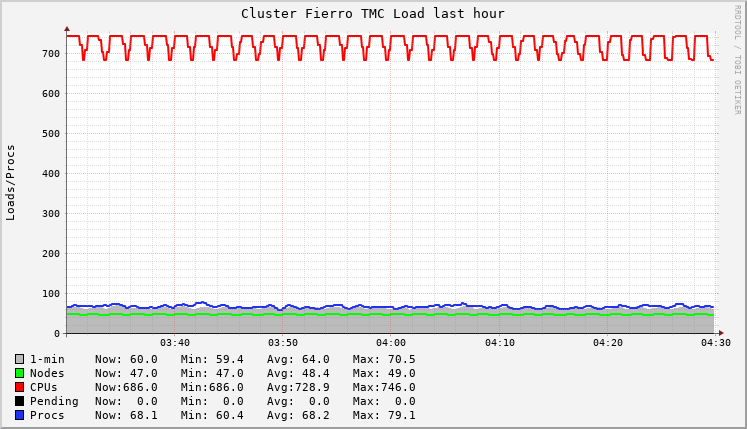 Cluster Fierro TMC Load last hour
RRDTOOL / TOBI OETIKER
Loads/Procs
700
600
500
400
300
200
100
0
03:40 03:50 04:00 04:10 04:20 04:30
1-min Now: 60.0 Min: 59.4 Avg: 64.0 Max: 70.5
Nodes Now: 47.0 Min: 47.0 Avg: 48.4 Max: 49.0
CPUs Now:686.0 Min:686.0 Avg:728.9 Max:746.0
Pending Now: 0.0 Min: 0.0 Avg: 0.0 Max: 0.0
Procs Now: 68.1 Min: 60.4 Avg: 68.2 Max: 79.1